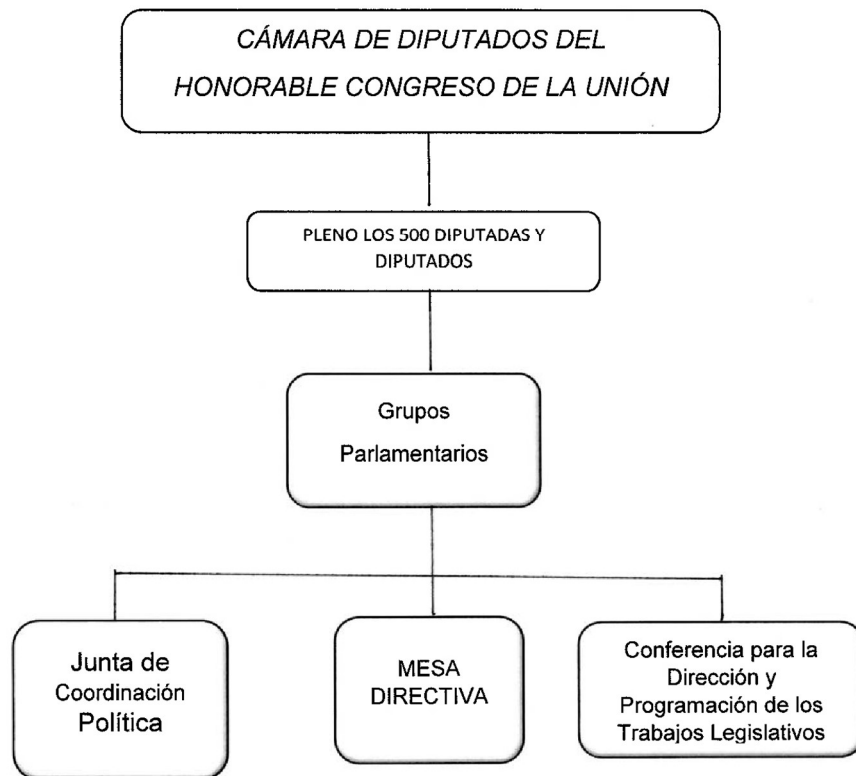 CÁMARA DE DIPUTADOS DEL
HONORABLE CONGRESO DE LA UNIÓN
PLENO LOS 500 DIPUTADAS Y
DIPUTADOS
Grupos
Parlamentarios
Junta de
Coordinación
Política
MESA
DIRECTIVA
Conferencia para la
Dirección y
Programación de los
Trabajos Legislativos